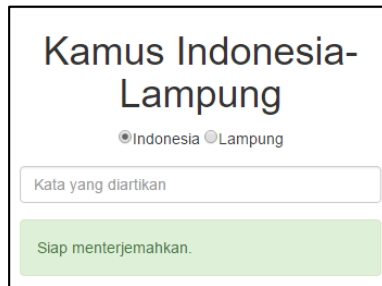 Kamus Indonesia-
Lampung
Indonesia Lampung
Kata yang diartikan
Siap menterjemahkan.